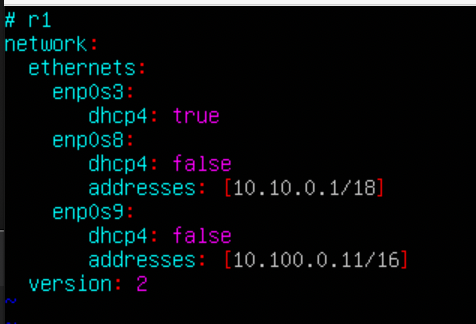 # r1
network:
  ethernets:
    enp0s3:
       dhcp4: true
    enp0s8:
       dhcp4: false
       addresses: [10.10.0.1/18]
    enp0s9:
       dhcp4: false
       addresses: [10.100.0.11/16]
  version: 2
~
~